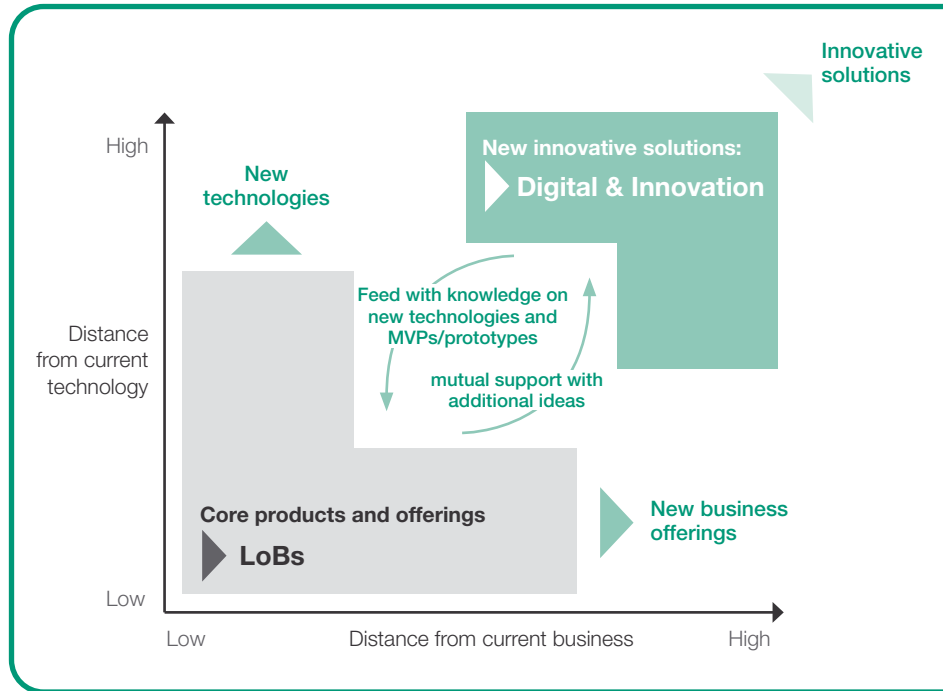 Innovative
solutions
High
New innovative solutions:
Digital & Innovation
New
technologies
Feed with knowledge on
new technologies and
MVPs/prototypes
Distance
from current
technology
mutual support with
additional ideas
Core products and offerings
LoBs
New business
offerings
Low
Low
Distance from current business
High